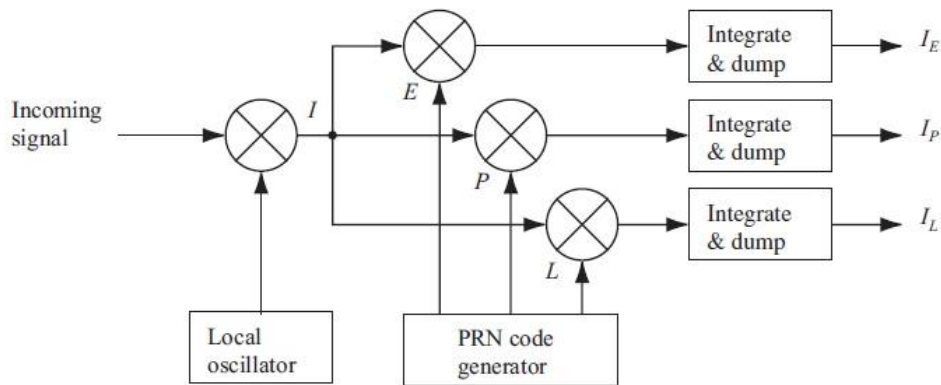 Integrate
& dump
I_E
E
Incoming
signal
I
Integrate
& dump
I_P
P
Integrate
& dump
I_L
L
Local
oscillator
PRN code
generator